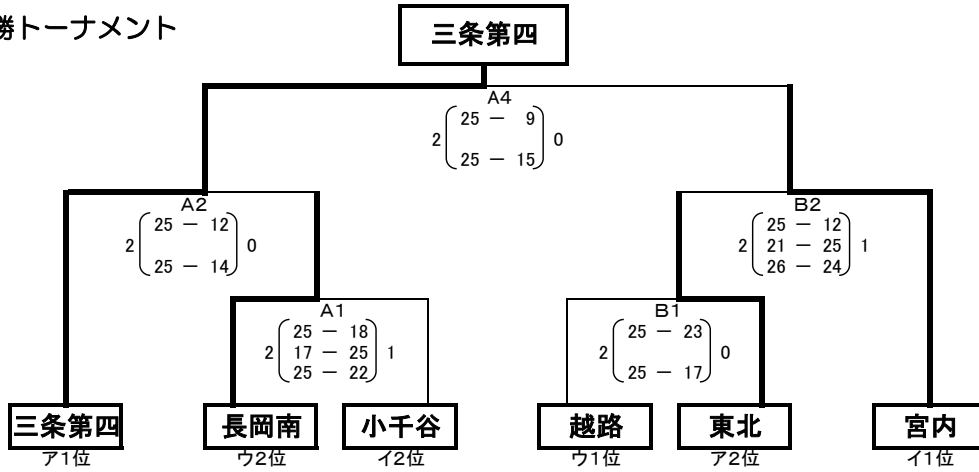 勝トーナメント
三条第四
A4
25 － 9
2 0
25 － 15
A2
25 － 12
2 0
25 － 14
B2
25 － 12
2 21 － 25 1
26 － 24
A1
25 － 18
2 17 － 25 1
25 － 22
B1
25 － 23
2 0
25 － 17
三条第四 長岡南 小千谷 越路 東北 宮内
ア1位 ウ2位 イ2位 ウ1位 ア2位 イ1位